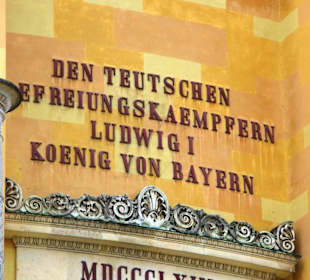 DEN TEUTSCHEN
EFREIUNGSKAEMPFERN
LUDWIG I
KOENIG VON BAYERN